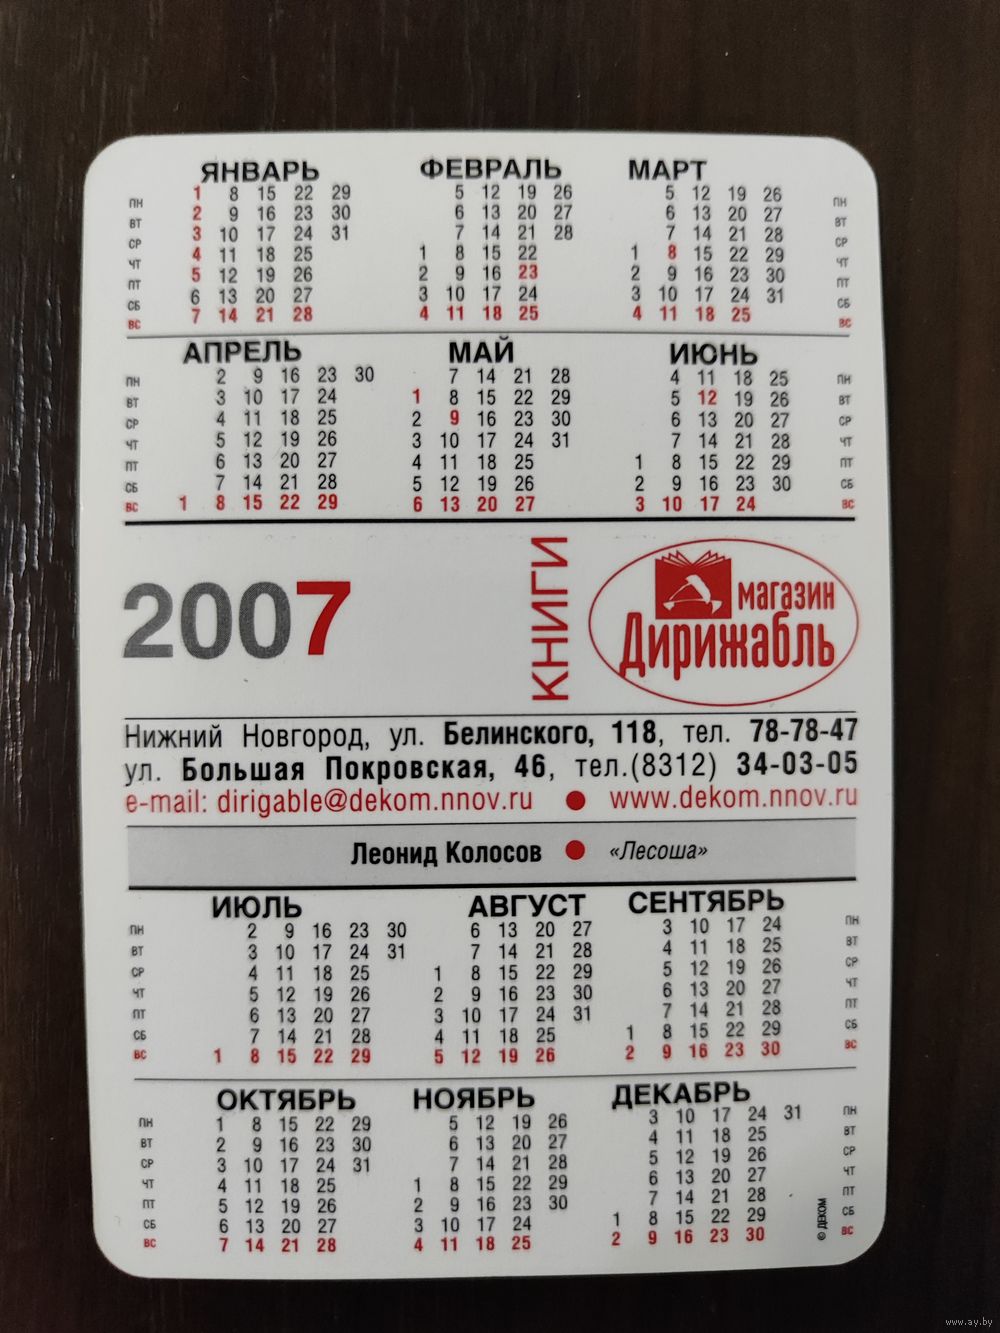 ЯНВАРЬ ФЕВРАЛЬ МАРТ
ПН 1 8 15 22 29 5 12 19 26 5 12 19 26 ПН
ВТ 2 9 16 23 30 6 13 20 27 6 13 20 27 ВТ
СР 3 10 17 24 31 7 14 21 28 7 14 21 28 СР
ЧТ 4 11 18 25 1 8 15 22 1 8 15 22 29 ЧТ
ПТ 5 12 19 26 2 9 16 23 2 9 16 23 30 ПТ
СБ 6 13 20 27 3 10 17 24 3 10 17 24 31 СБ
ВС 7 14 21 28 4 11 18 25 4 11 18 25 ВС
АПРЕЛЬ МАЙ ИЮНЬ
ПН 2 9 16 23 30 7 14 21 28 4 11 18 25 ПН
ВТ 3 10 17 24 1 8 15 22 29 5 12 19 26 ВТ
СР 4 11 18 25 2 9 16 23 30 6 13 20 27 СР
ЧТ 5 12 19 26 3 10 17 24 31 7 14 21 28 ЧТ
ПТ 6 13 20 27 4 11 18 25 1 8 15 22 29 ПТ
СБ 7 14 21 28 5 12 19 26 2 9 16 23 30 СБ
ВС 1 8 15 22 29 6 13 20 27 3 10 17 24 ВС
2007
КНИГИ
магазин
Дирижабль
Нижний Новгород, ул. Белинского, 118, тел. 78-78-47
ул. Большая Покровская, 46, тел.(8312) 34-03-05
e-mail: dirigable@dekom.nnov.ru ● www.dekom.nnov.ru
Леонид Колосов ● «Лесоша»
ИЮЛЬ АВГУСТ СЕНТЯБРЬ
ПН 2 9 16 23 30 6 13 20 27 3 10 17 24 ПН
ВТ 3 10 17 24 31 7 14 21 28 4 11 18 25 ВТ
СР 4 11 18 25 1 8 15 22 29 5 12 19 26 СР
ЧТ 5 12 19 26 2 9 16 23 30 6 13 20 27 ЧТ
ПТ 6 13 20 27 3 10 17 24 31 7 14 21 28 ПТ
СБ 7 14 21 28 4 11 18 25 1 8 15 22 29 СБ
ВС 1 8 15 22 29 5 12 19 26 2 9 16 23 30 ВС
ОКТЯБРЬ НОЯБРЬ ДЕКАБРЬ
ПН 1 8 15 22 29 5 12 19 26 3 10 17 24 31 ПН
ВТ 2 9 16 23 30 6 13 20 27 4 11 18 25 ВТ
СР 3 10 17 24 31 7 14 21 28 5 12 19 26 СР
ЧТ 4 11 18 25 1 8 15 22 29 6 13 20 27 ЧТ
ПТ 5 12 19 26 2 9 16 23 30 7 14 21 28 ПТ
СБ 6 13 20 27 3 10 17 24 1 8 15 22 29 СБ
ВС 7 14 21 28 4 11 18 25 2 9 16 23 30 ВС
© ДЕКОМ
www.ay.by